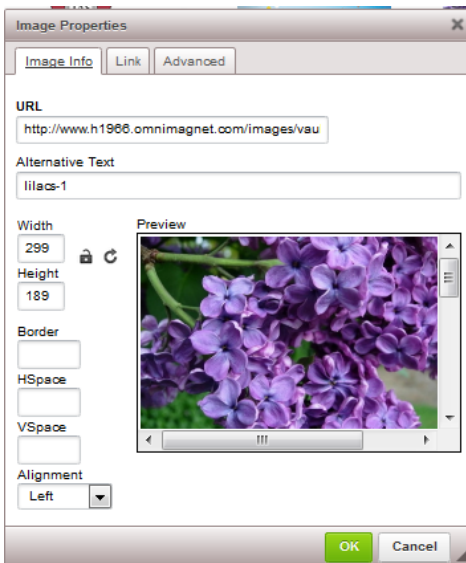 Image Properties
Image Info Link Advanced
URL
http://www.h1966.omnimagnet.com/images/vau
Alternative Text
lilacs-1
Width
Preview
299
Height
189
Border
HSpace
VSpace
Alignment
Left
OK Cancel